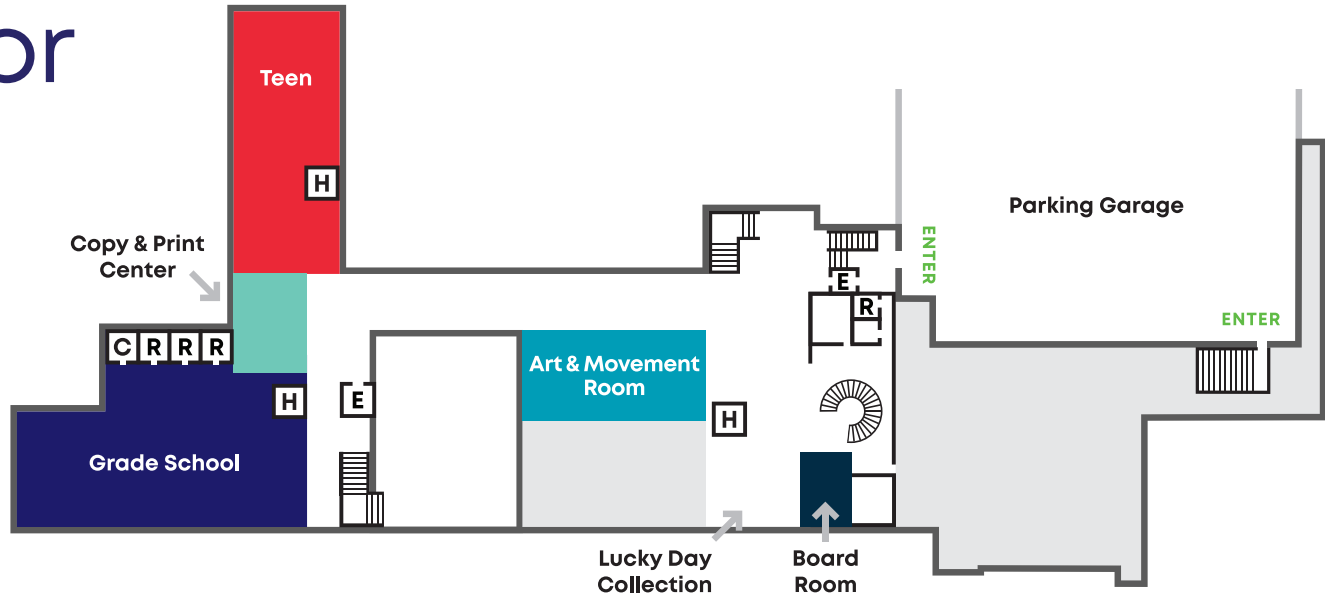 or
Teen
H
Parking Garage
Copy & Print
Center
ENTER
E
R
ENTER
C R R R
Art & Movement
Room
H
E
H
Grade School
Lucky Day
Collection
Board
Room